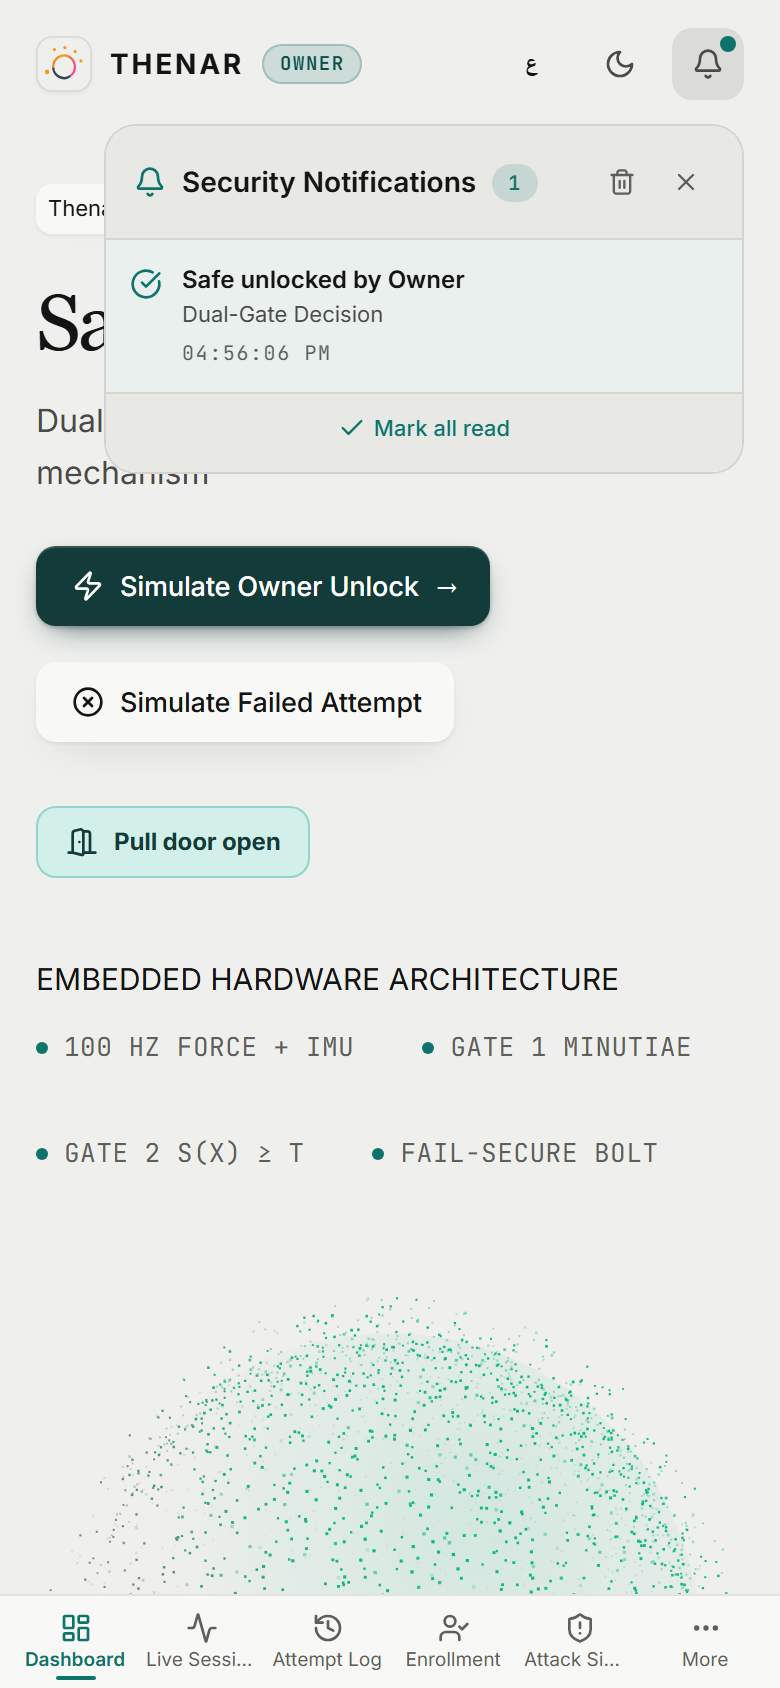 THENAR
OWNER
ع
Security Notifications 1
Safe unlocked by Owner
Dual-Gate Decision
04:56:06 PM
Mark all read
Dual
mechanism
Simulate Owner Unlock →
Simulate Failed Attempt
Pull door open
EMBEDDED HARDWARE ARCHITECTURE
100 HZ FORCE + IMU
GATE 1 MINUTIAE
GATE 2 S(X) ≥ T
FAIL-SECURE BOLT
Dashboard
Live Sessi...
Attempt Log
Enrollment
Attack Si...
More